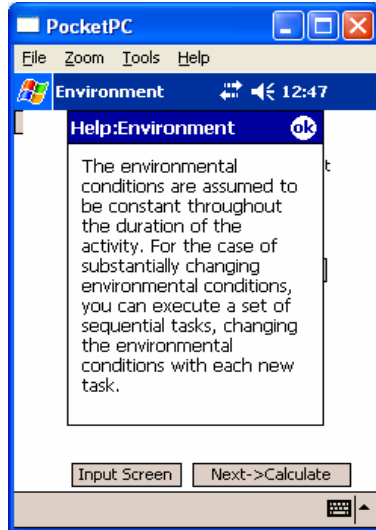 PocketPC
File Zoom Tools Help
Environment 12:47
Help:Environment ok
The environmental
conditions are assumed to
be constant throughout
the duration of the
activity. For the case of
substantially changing
environmental conditions,
you can execute a set of
sequential tasks, changing
the environmental
conditions with each new
task.
t
Input Screen Next->Calculate